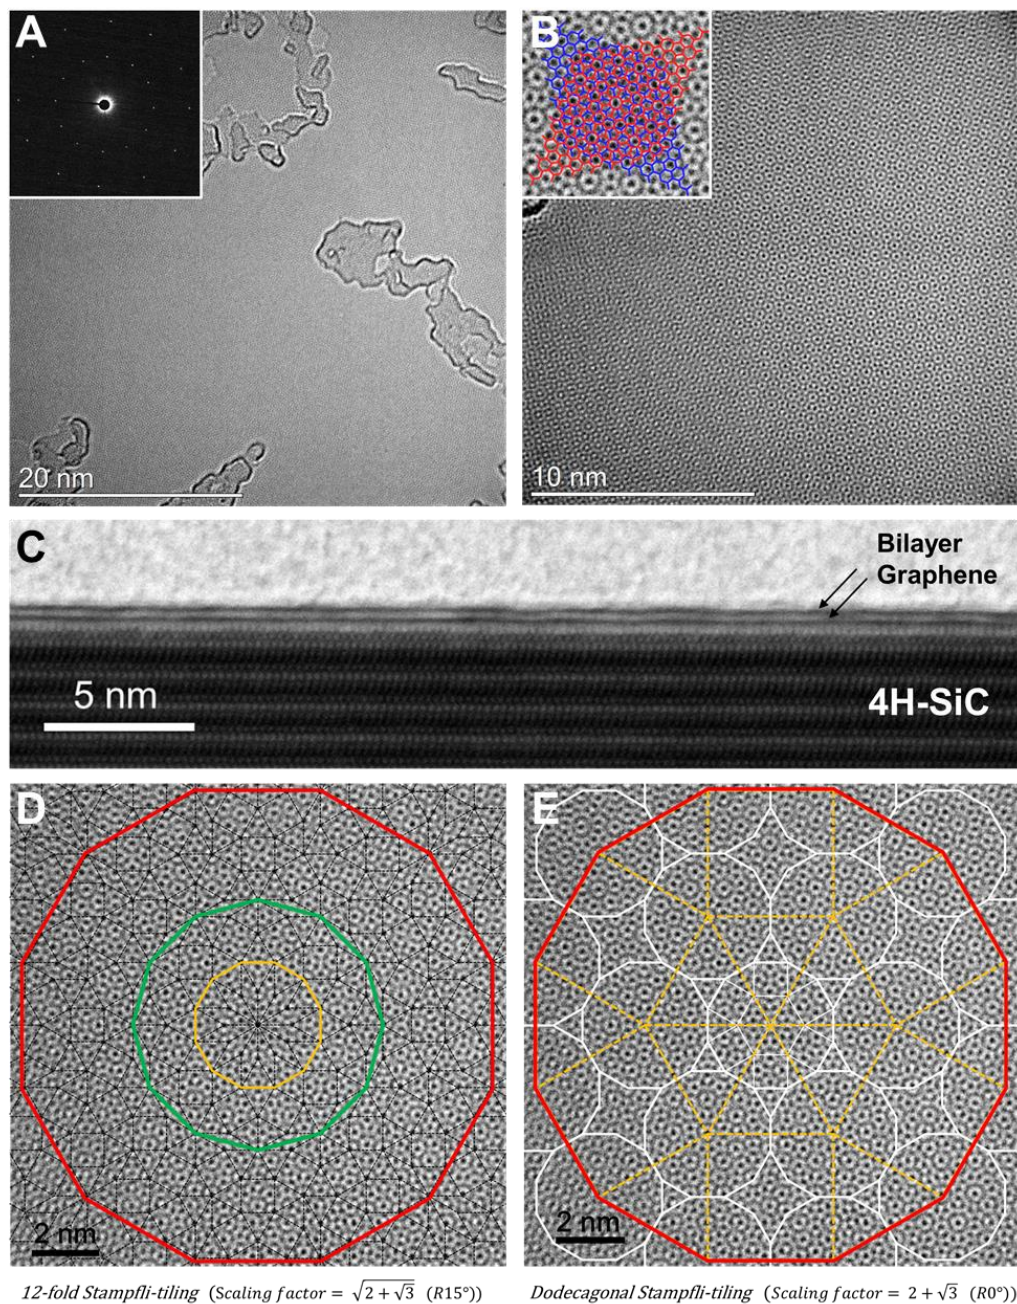 A
20 nm
B
10 nm
C
Bilayer
Graphene
5 nm
4H-SiC
D
2 nm
E
2 nm
12-fold Stampfli-tiling (Scaling factor = √(2+√3) (R15°))
Dodecagonal Stampfli-tiling (Scaling factor = 2 + √3 (R0°))